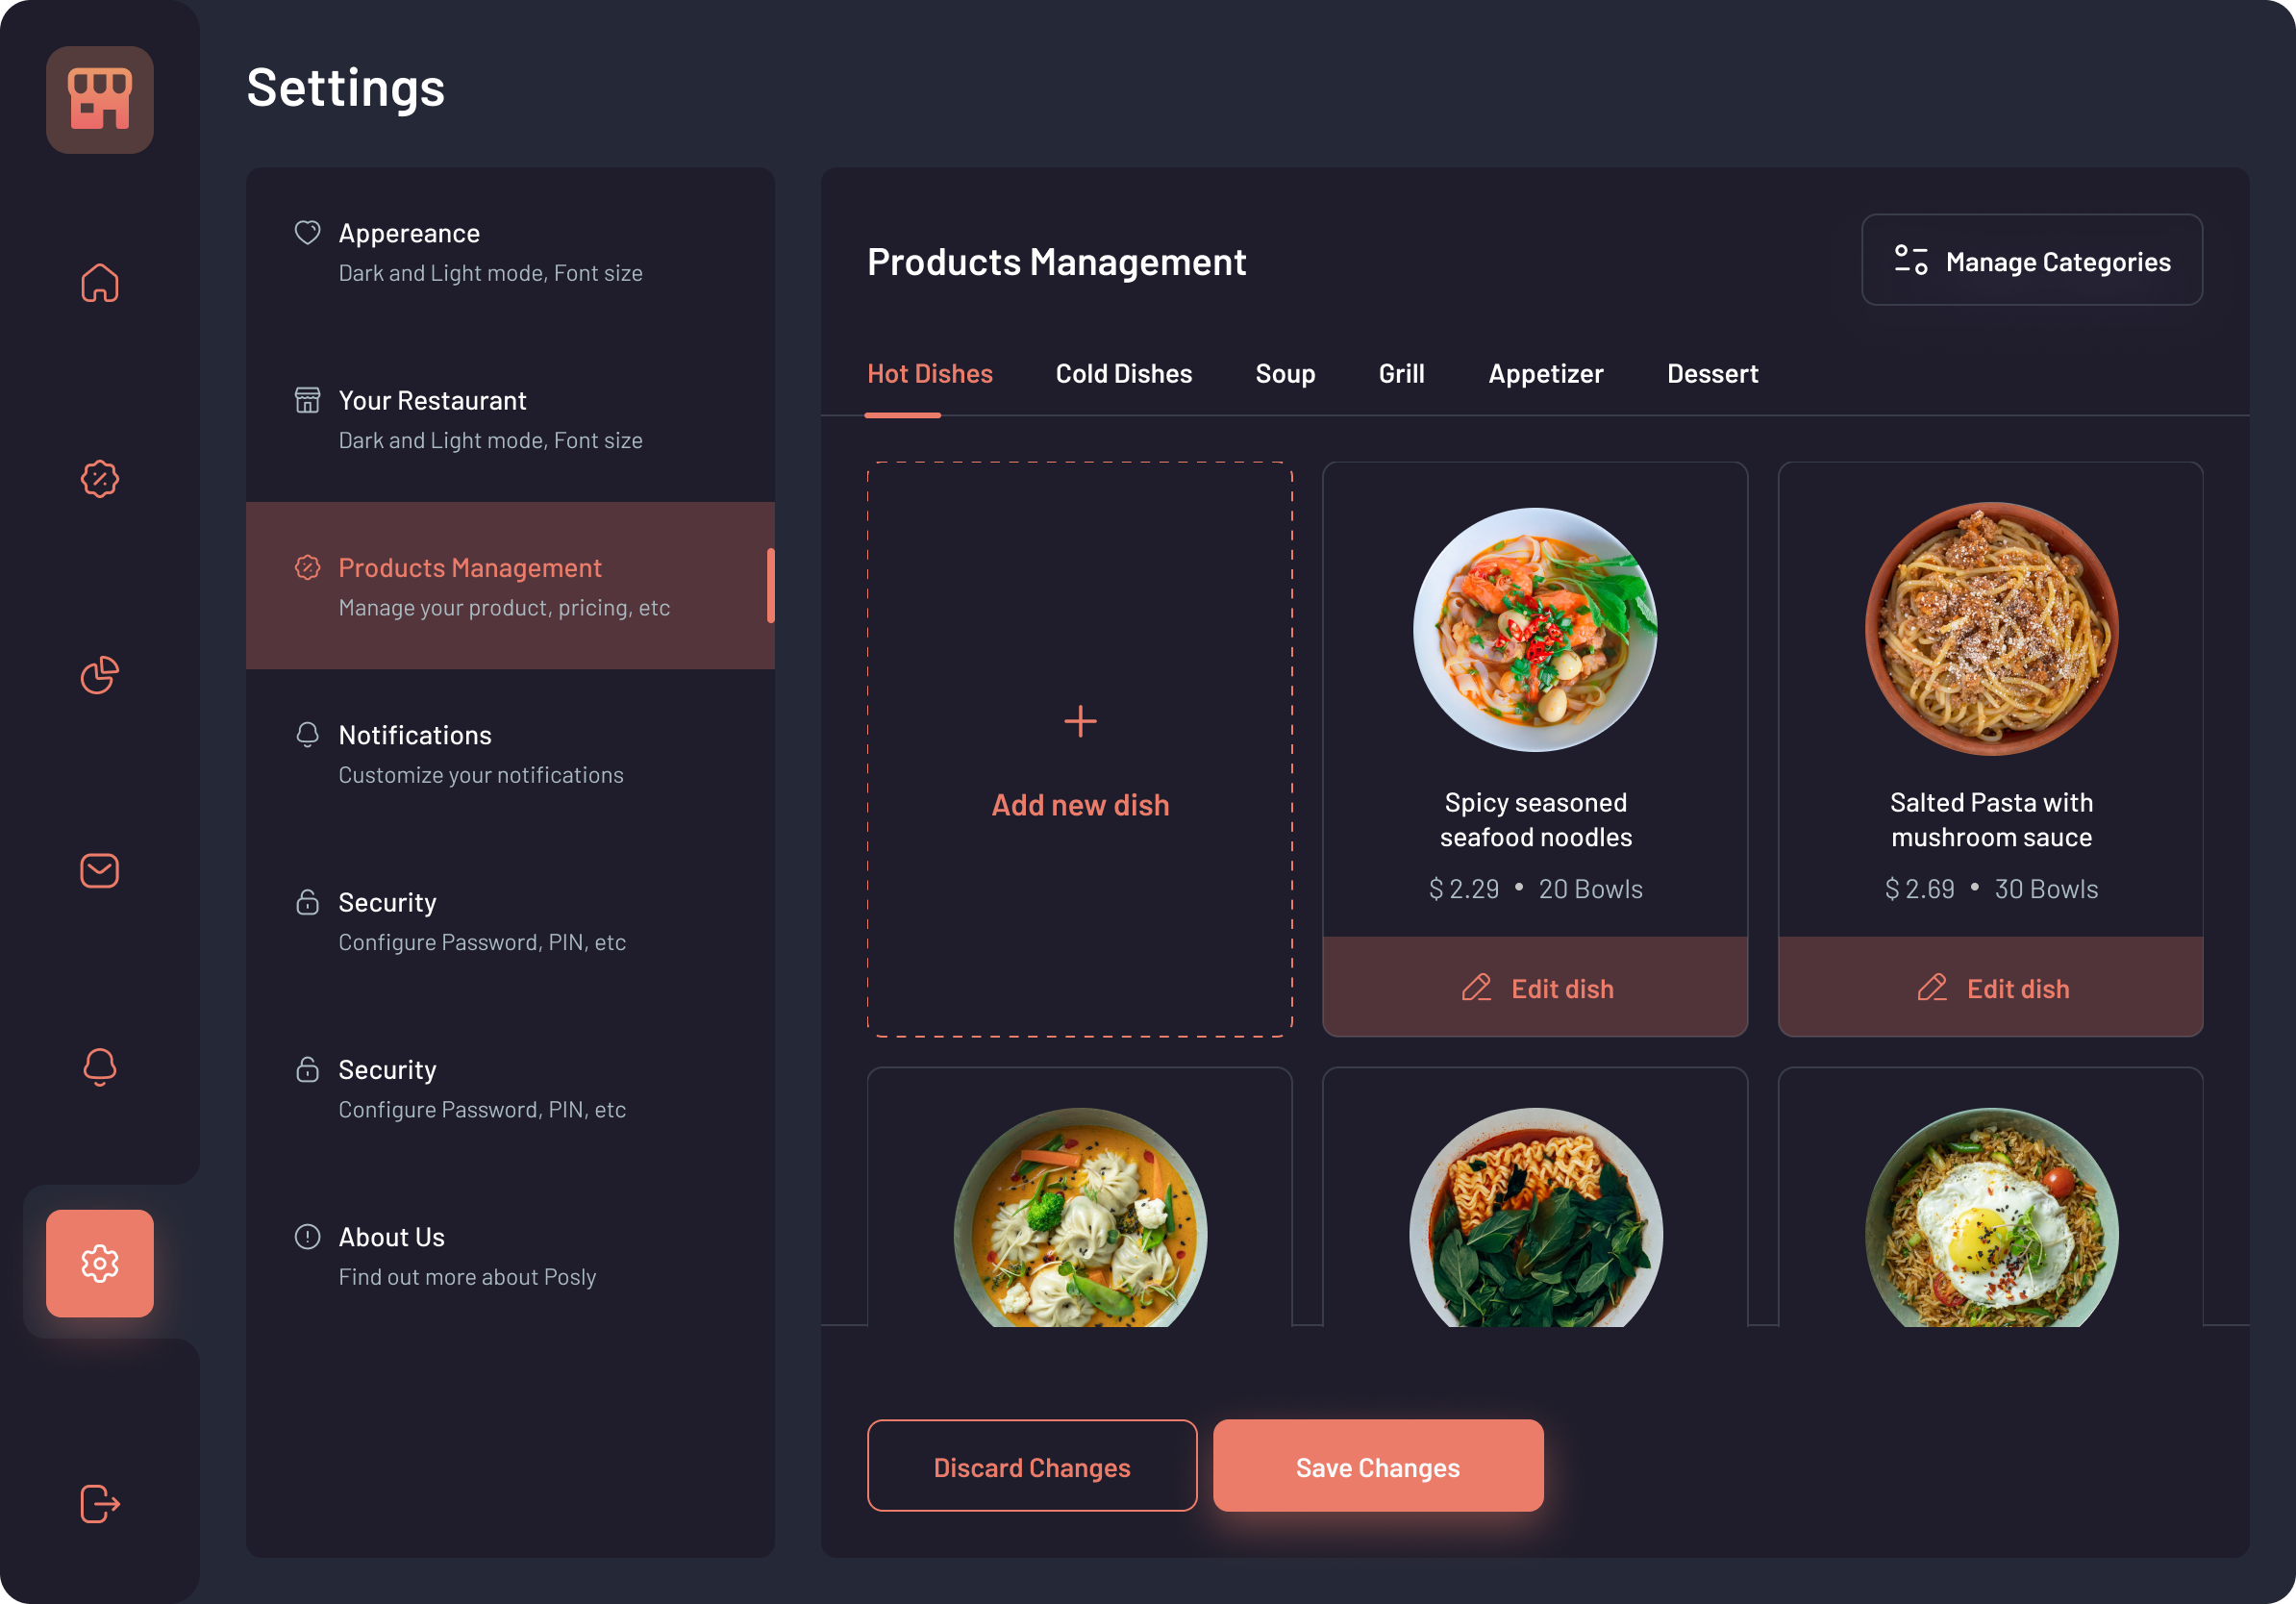 Settings
Appereance
Dark and Light mode, Font size
Your Restaurant
Dark and Light mode, Font size
Products Management
Manage your product, pricing, etc
Notifications
Customize your notifications
Security
Configure Password, PIN, etc
Security
Configure Password, PIN, etc
About Us
Find out more about Posly
Products Management
Manage Categories
Hot Dishes
Cold Dishes
Soup
Grill
Appetizer
Dessert
Add new dish
Spicy seasoned
seafood noodles
$ 2.29 • 20 Bowls
Edit dish
Salted Pasta with
mushroom sauce
$ 2.69 • 30 Bowls
Edit dish
Discard Changes
Save Changes